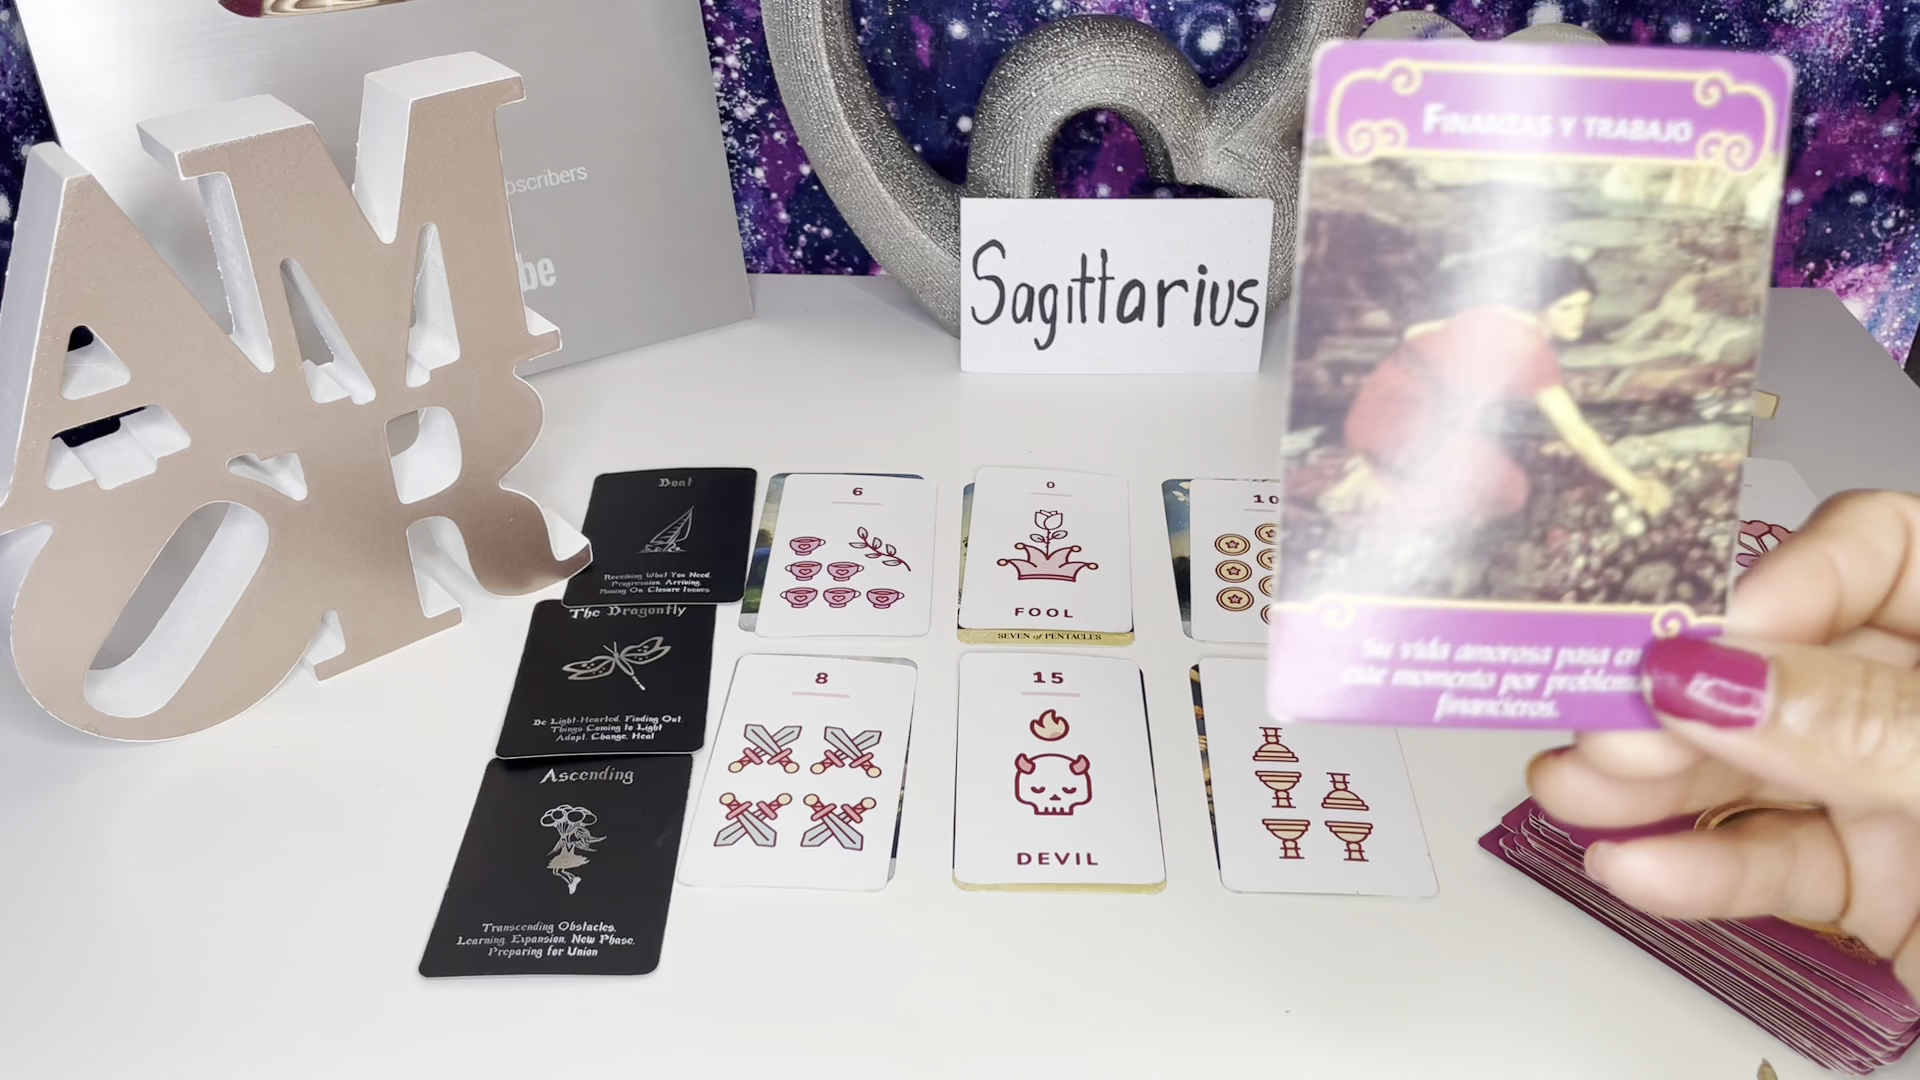 bscribers
be
AMOR
Sagittarius
FINANZAS Y TRABAJO
Su vida amorosa pasa en
este momento por
financieros.
Boat
Receiving What You Need,
Progression, Arriving,
Moving On, Closure Issues
6
0
FOOL
SEVEN of PENTACLES
10
The Dragonfly
Be Light-Hearted, Finding Out,
Things Coming to Light
Adapt, Change, Heal
8
15
DEVIL
Ascending
Transcending Obstacles,
Learning, Expansion, New Phase,
Preparing for Union